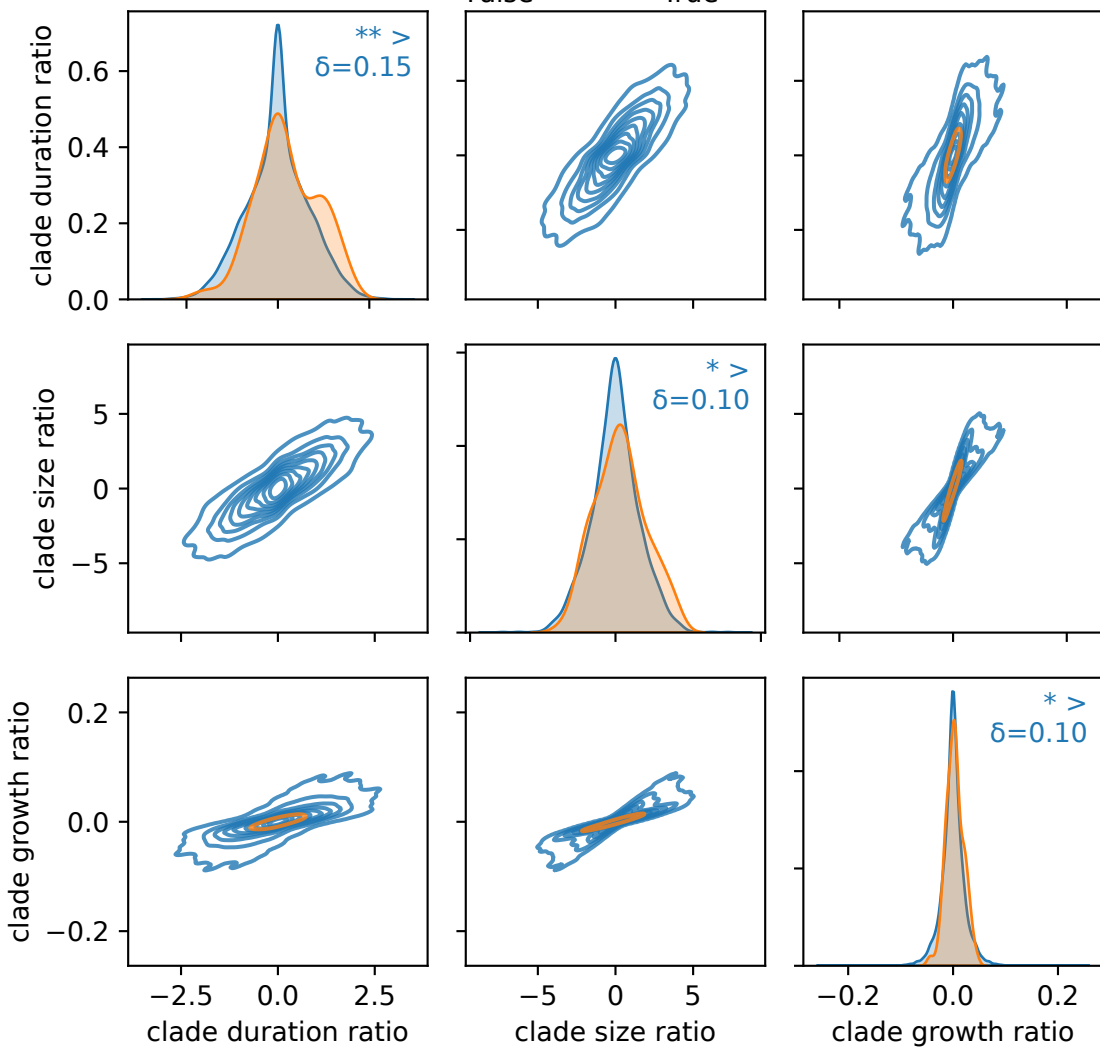 clade duration ratio
0.6
0.4
0.2
0.0
** >
δ=0.15
clade size ratio
5
0
−5
* >
δ=0.10
clade growth ratio
0.2
0.0
−0.2
* >
δ=0.10
−2.5 0.0 2.5
−5 0 5
−0.2 0.0 0.2
clade duration ratio
clade size ratio
clade growth ratio